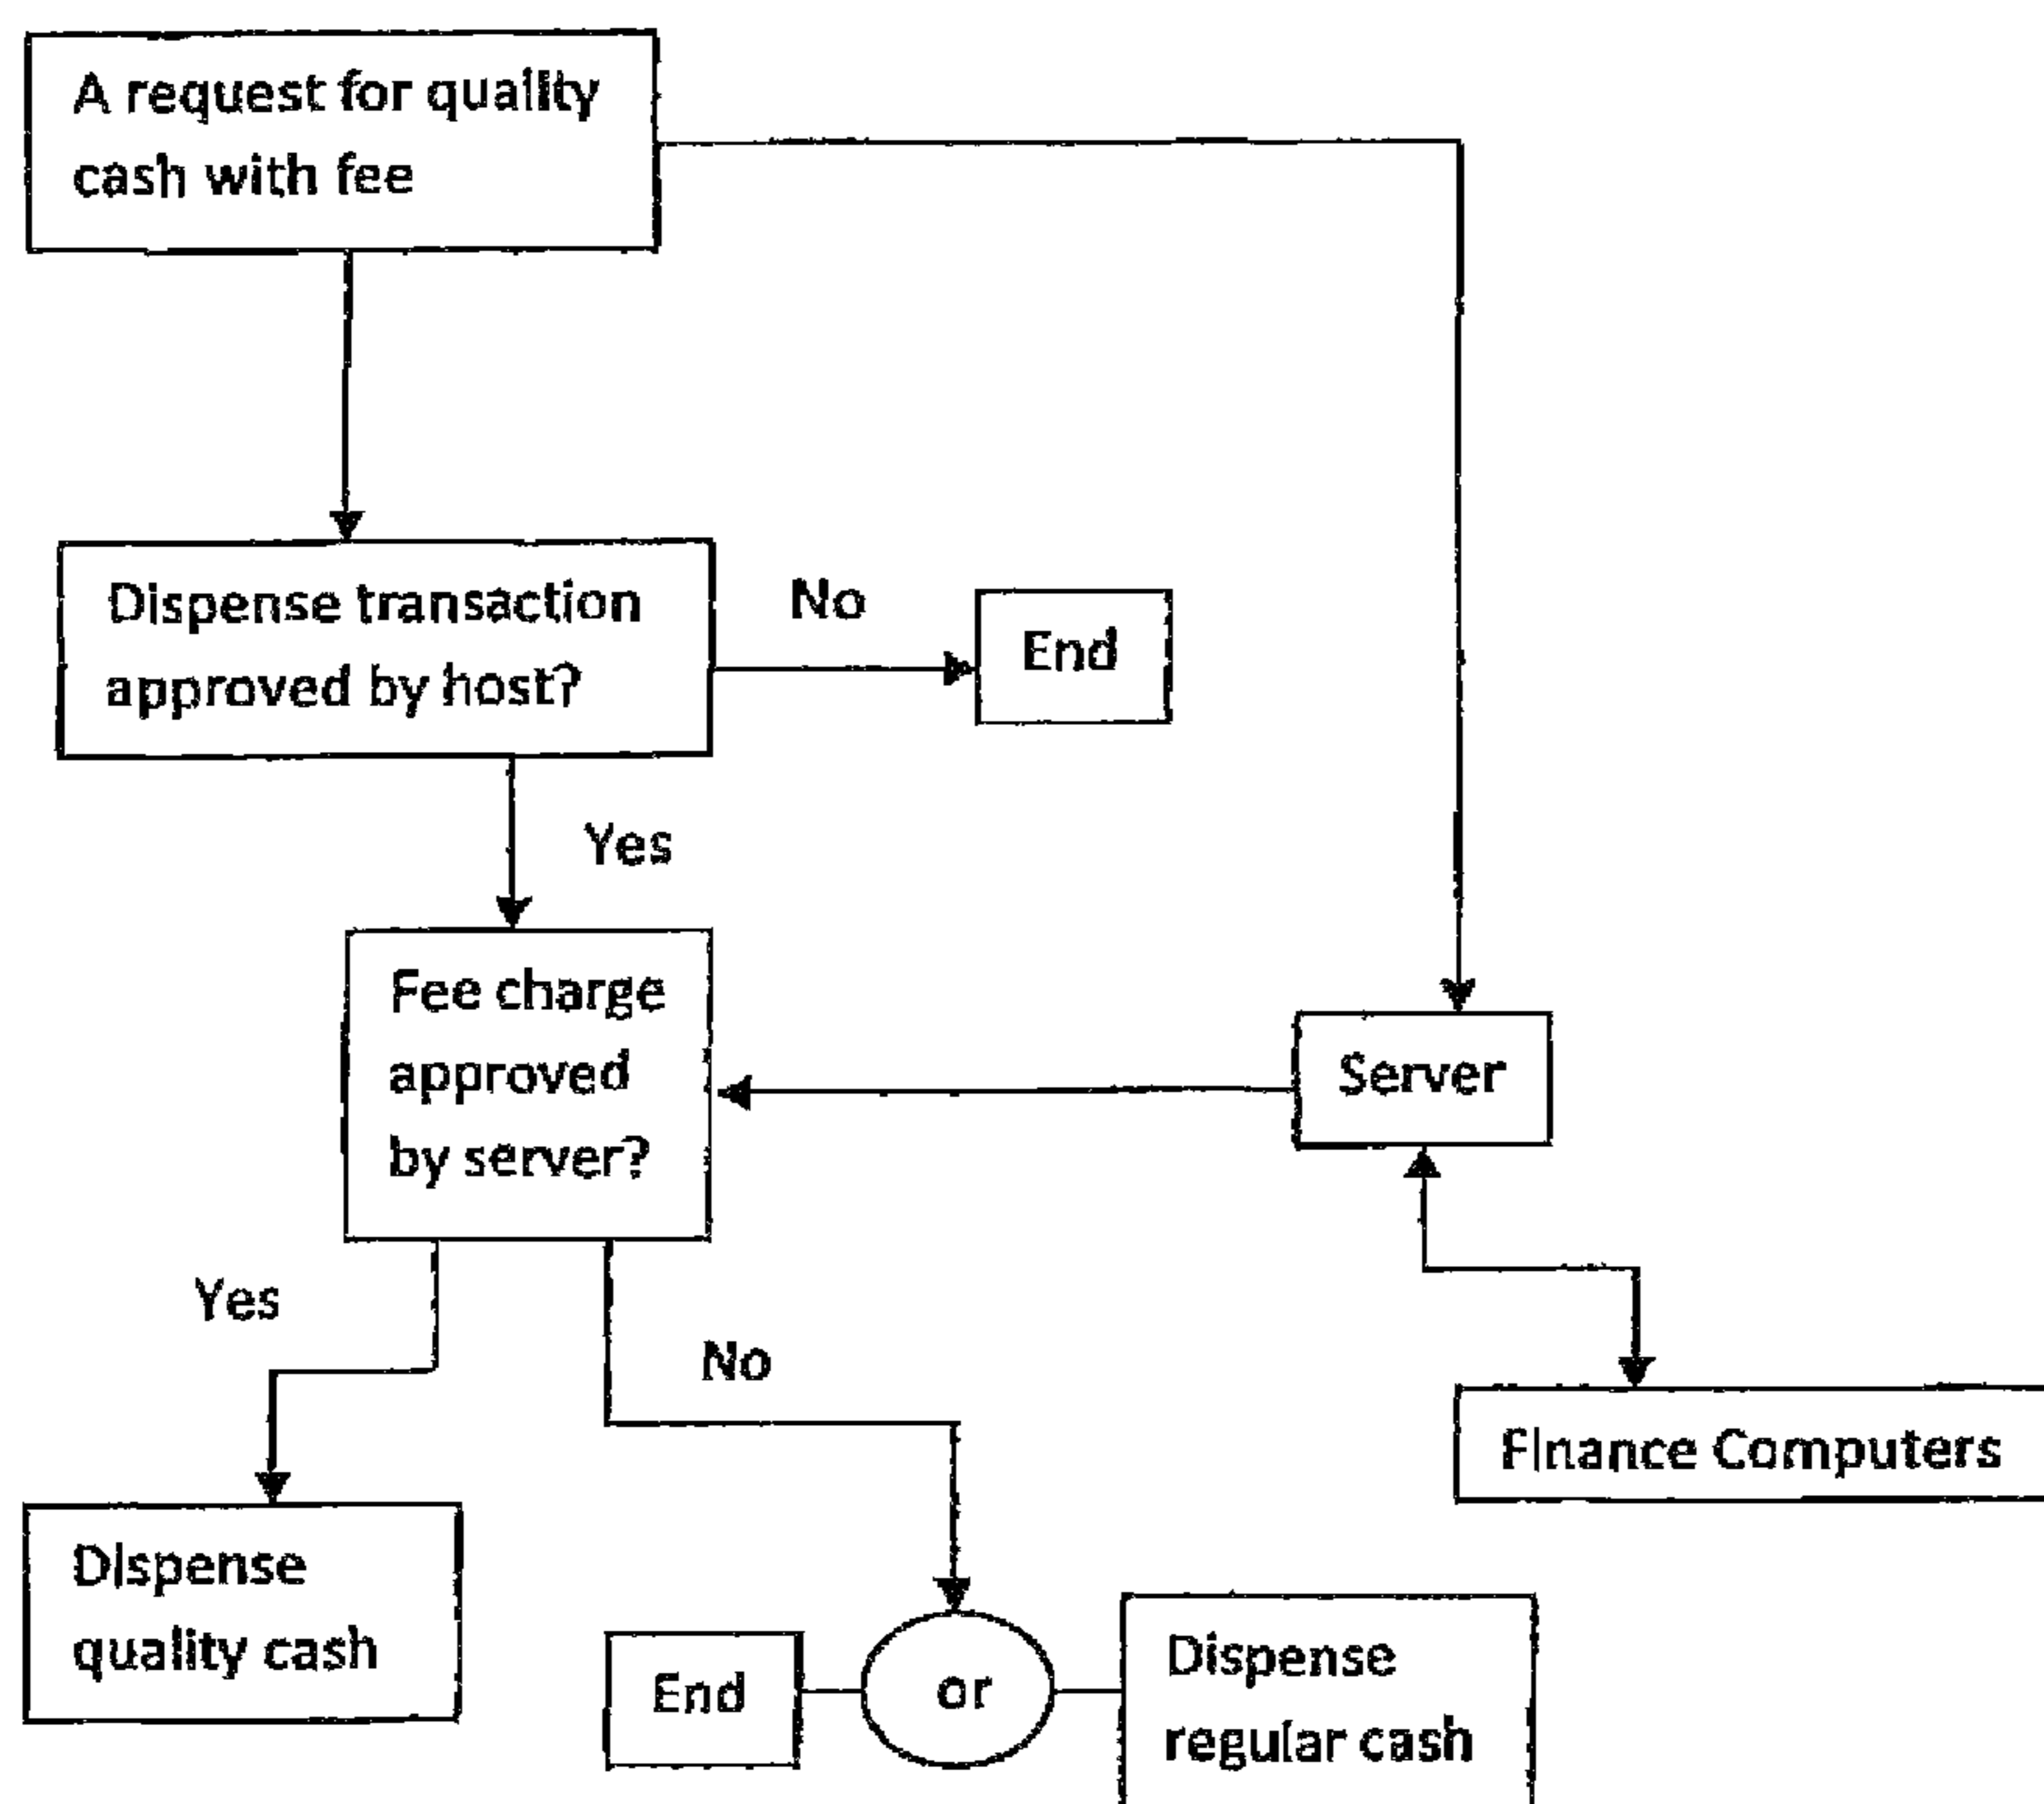 A request for quality
cash with fee
Dispense transaction
approved by host?
No
End
Yes
Fee charge
approved
by server?
Server
Yes
No
Finance Computers
Dispense
quality cash
End
or
Dispense
regular cash